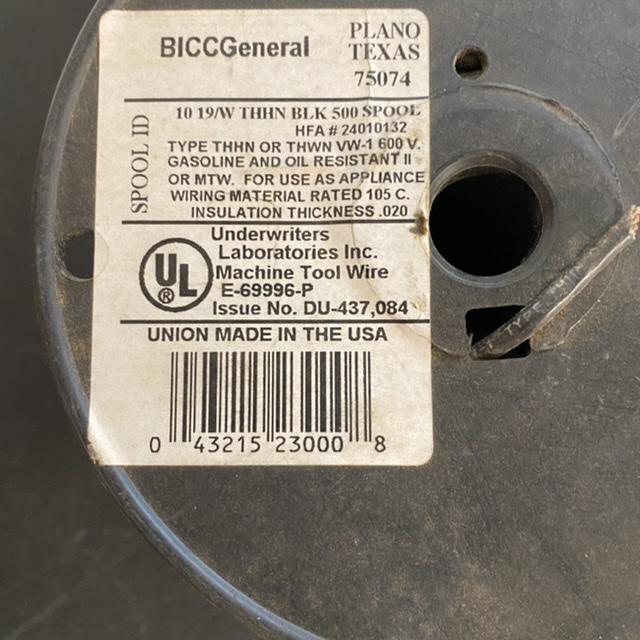 BICCGeneral
PLANO
TEXAS
75074
SPOOL ID
10 19/W THHN BLK 500 SPOOL
HFA # 24010132
TYPE THHN OR THWN VW-1 600 V.
GASOLINE AND OIL RESISTANT II
OR MTW. FOR USE AS APPLIANCE
WIRING MATERIAL RATED 105 C.
INSULATION THICKNESS .020
UL
®
Underwriters
Laboratories Inc.
Machine Tool Wire
E-69996-P
Issue No. DU-437,084
UNION MADE IN THE USA
0 43215 23000 8
TYPE